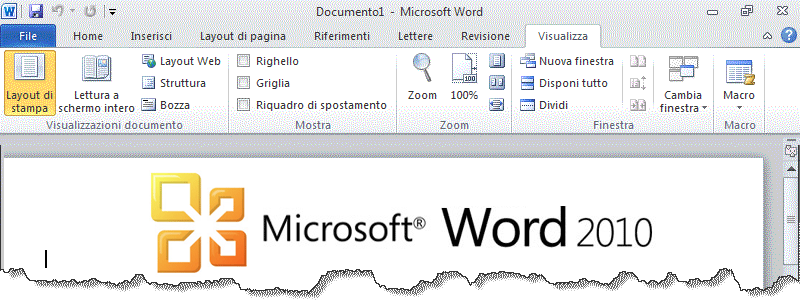 Documento1 - Microsoft Word
File Home Inserisci Layout di pagina Riferimenti Lettere Revisione Visualizza
Layout di stampa
Lettura a schermo intero
Layout Web
Struttura
Bozza
Visualizzazioni documento
Righello
Griglia
Riquadro di spostamento
Mostra
Zoom
100
100%
Zoom
Nuova finestra
Disponi tutto
Dividi
Cambia finestra
Finestra
Macro
Macro
Microsoft® Word 2010